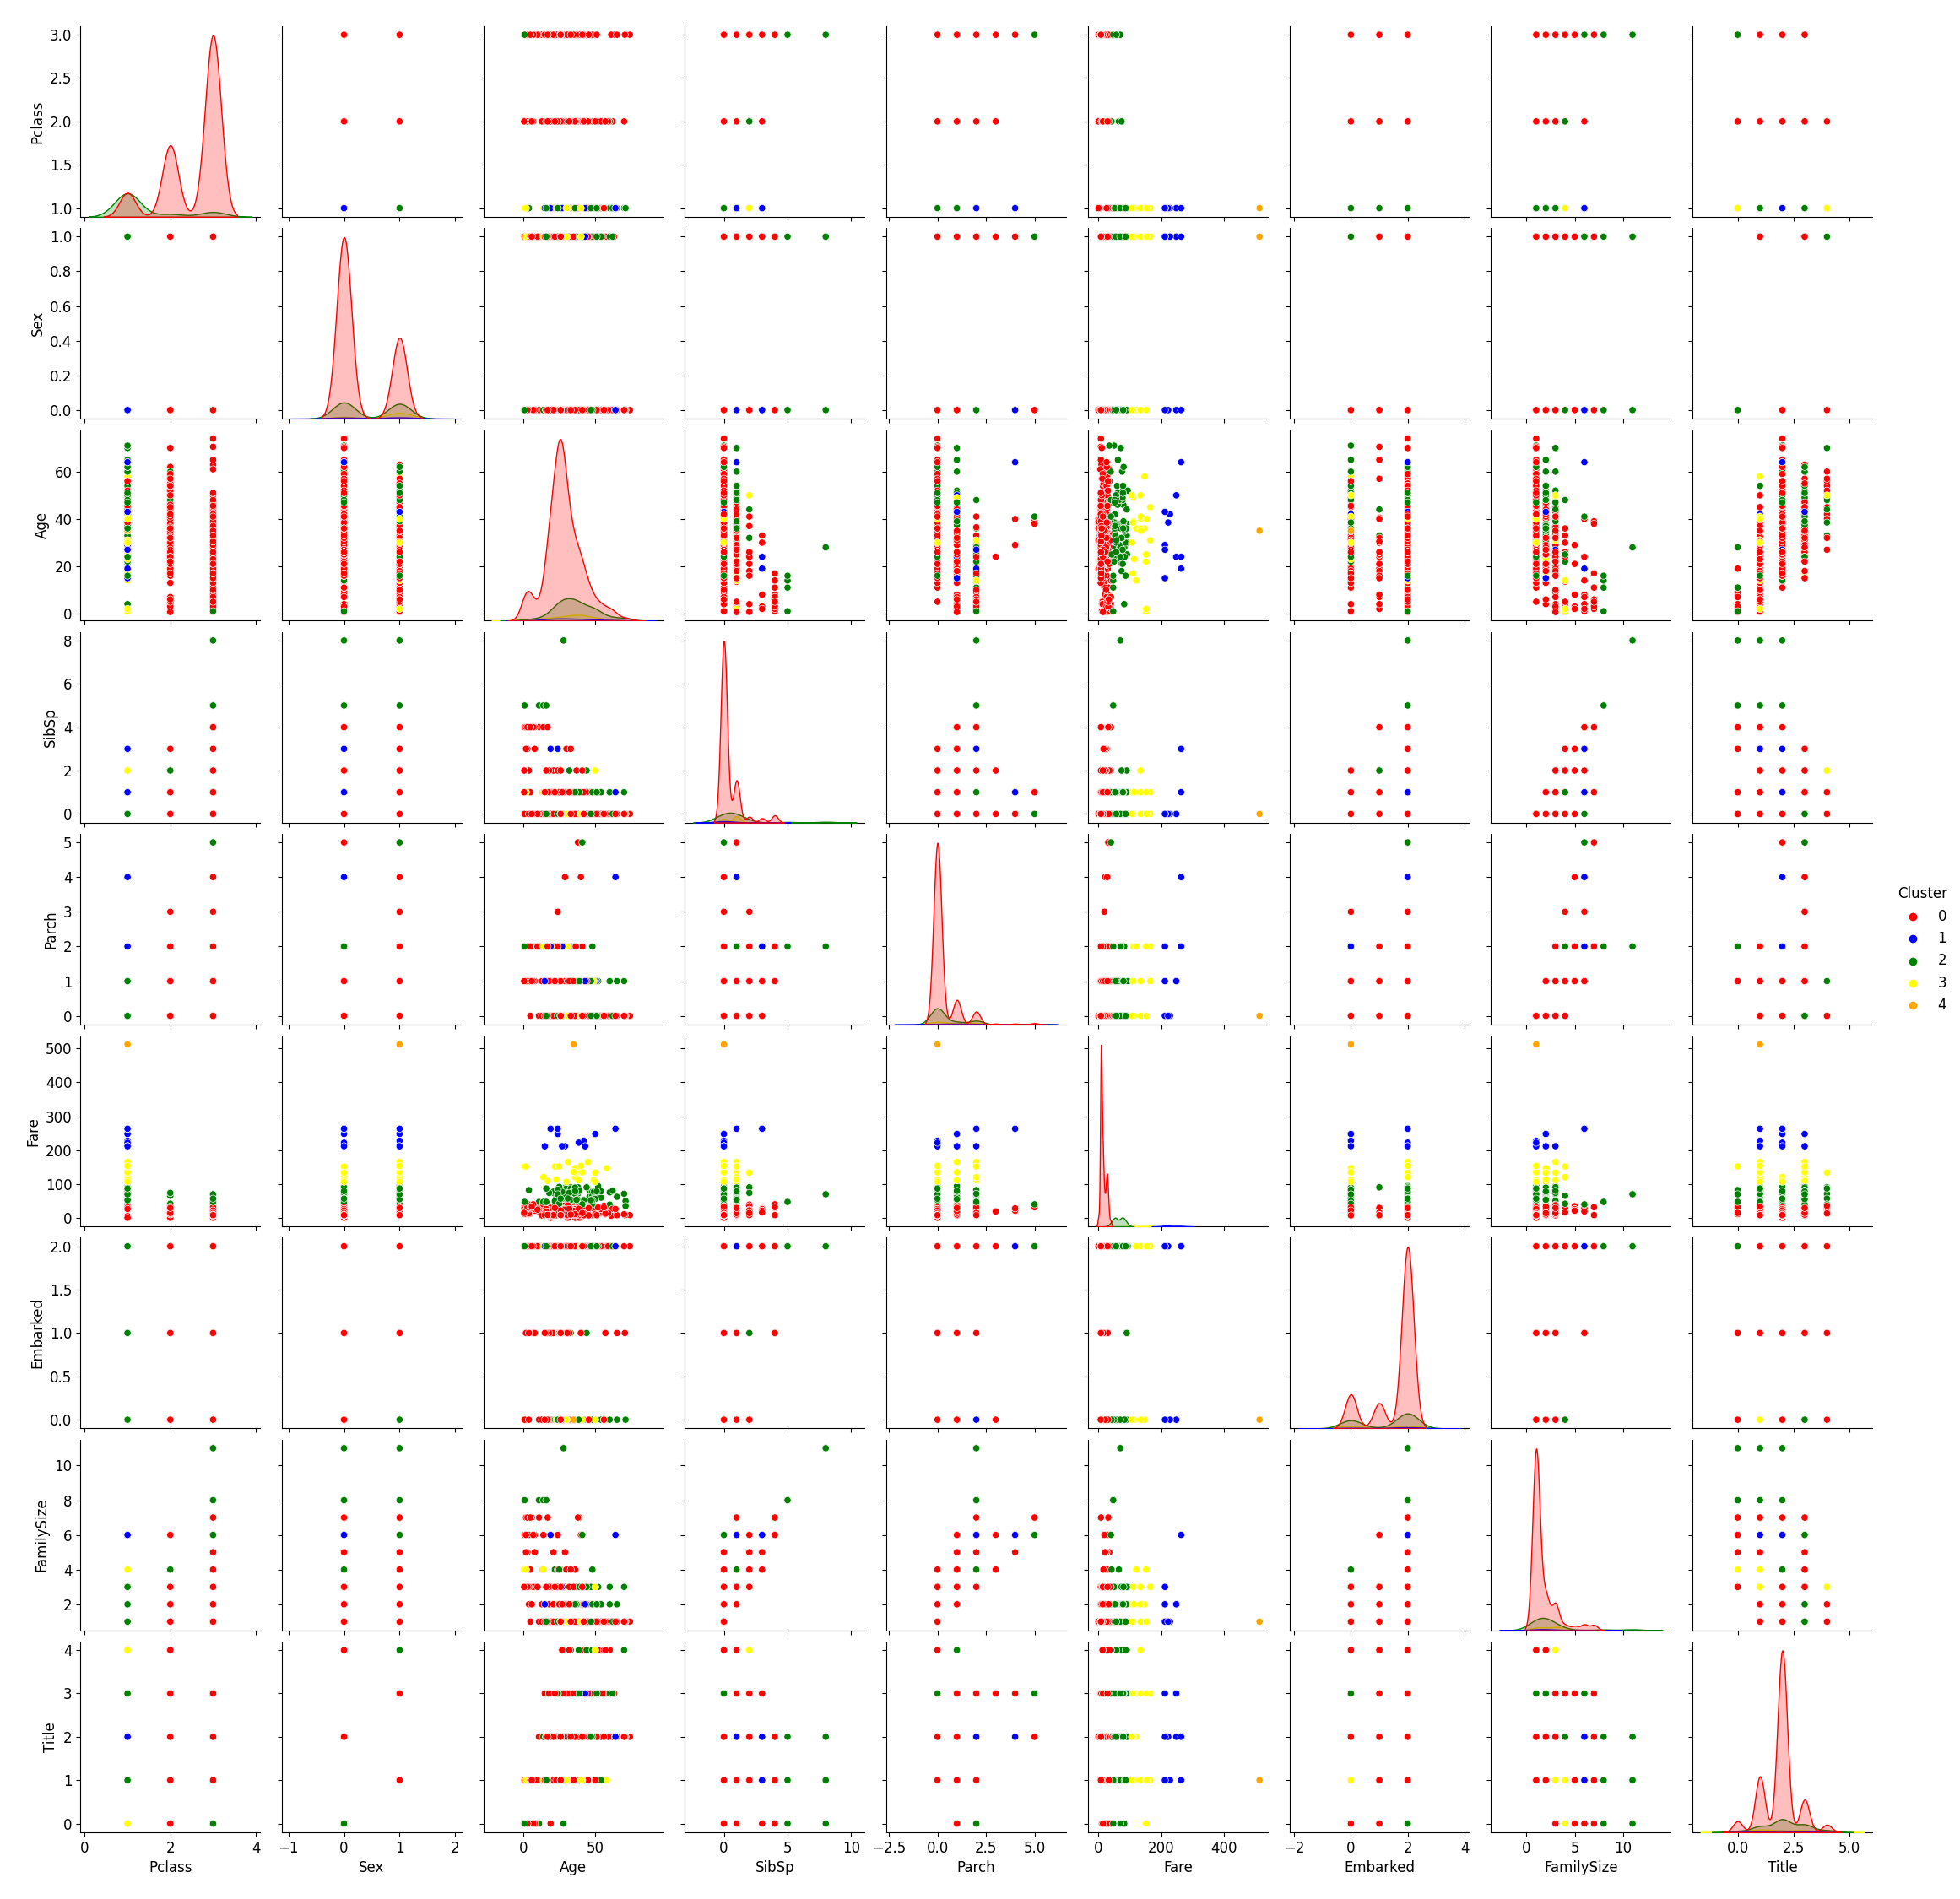 3.0
2.5
2.0
1.5
1.0
Pclass
1.0
0.8
0.6
0.4
0.2
0.0
Sex
60
40
20
0
Age
8
6
4
2
0
SibSp
5
4
3
2
1
0
Parch
500
400
300
200
100
0
Fare
2.0
1.5
1.0
0.5
0.0
Embarked
10
8
6
4
2
FamilySize
4
3
2
1
0
Title
0 2 4
Pclass
−1 0 1 2
Sex
0 50
Age
0 5 10
SibSp
−2.5 0.0 2.5 5.0
Parch
0 200 400
Fare
−2 0 2 4
Embarked
0 5 10
FamilySize
0.0 2.5 5.0
Title
Cluster
0
1
2
3
4